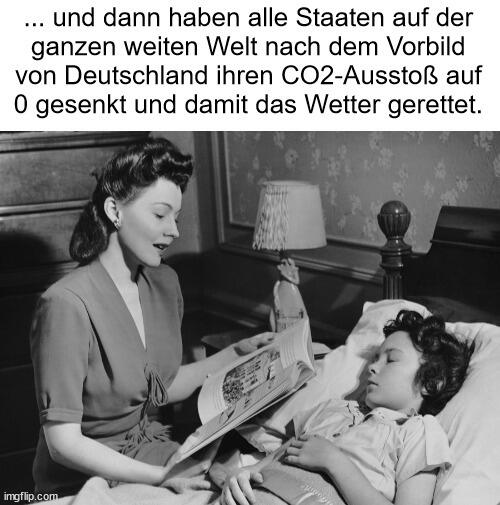 ... und dann haben alle Staaten auf der
ganzen weiten Welt nach dem Vorbild
von Deutschland ihren CO2-Ausstoß auf
0 gesenkt und damit das Wetter gerettet.
imgflip.com